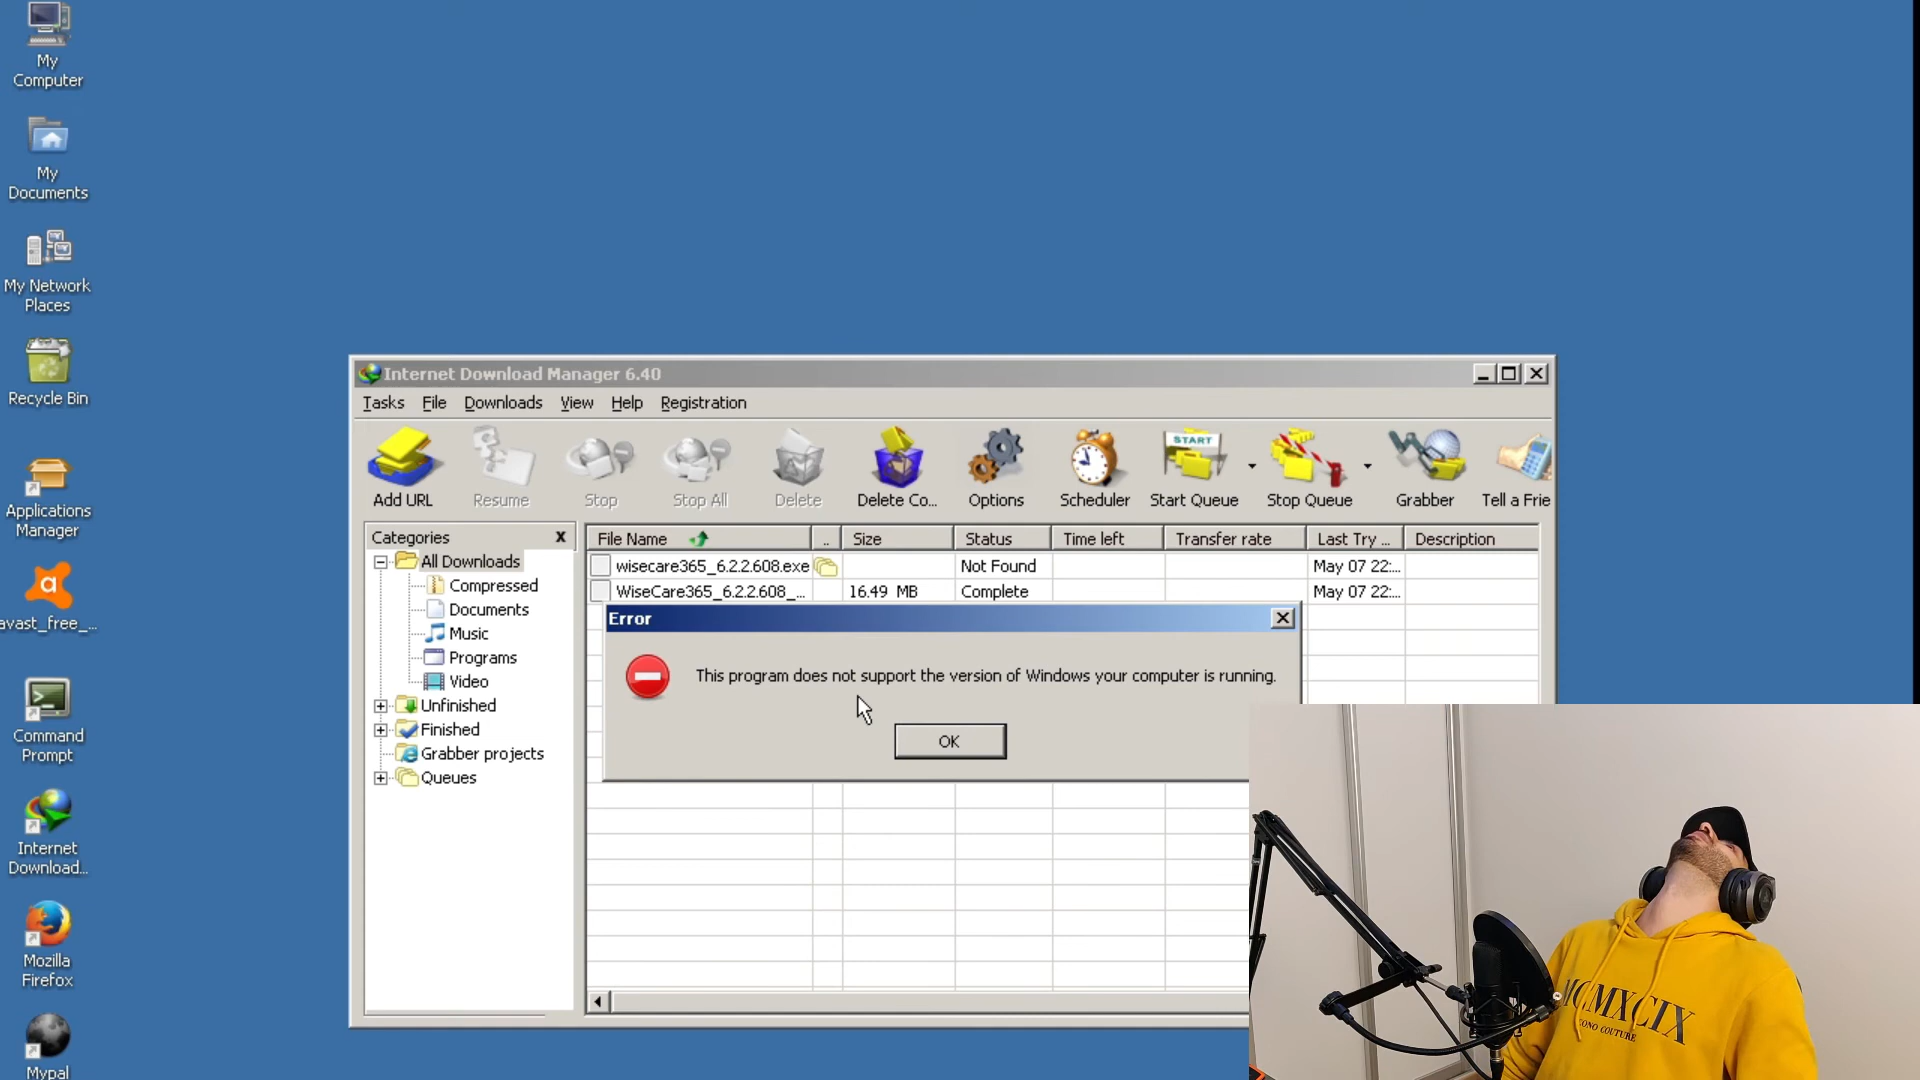 My
Computer
My
Documents
My Network
Places
Recycle Bin
Applications
Manager
avast_free_...
Command
Prompt
Internet
Download...
Mozilla
Firefox
Mypal
Internet Download Manager 6.40
Tasks File Downloads View Help Registration
START
Add URL Resume Stop Stop All Delete Delete Co... Options Scheduler Start Queue Stop Queue Grabber Tell a Frie
Categories X
All Downloads
Compressed
Documents
Music
Programs
Video
Unfinished
Finished
Grabber projects
Queues
File Name .. Size Status Time left Transfer rate Last Try ... Description
wisecare365_6.2.2.608.exe Not Found May 07 22:...
WiseCare365_6.2.2.608_... 16.49 MB Complete May 07 22:...
Error
This program does not support the version of Windows your computer is running.
OK
MCMXCIX
COUTURE